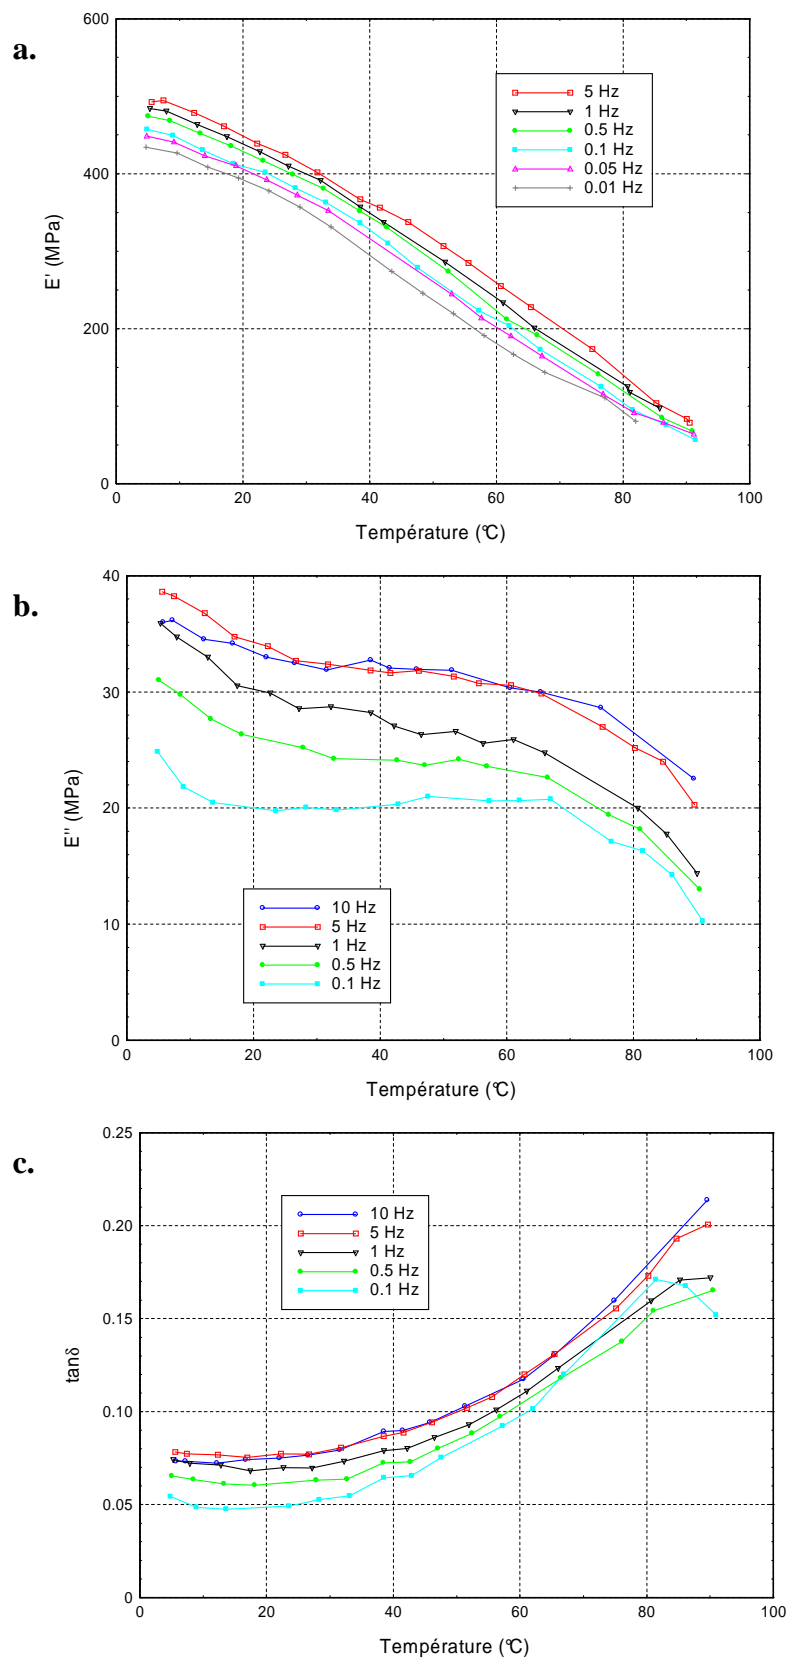 a.
600
400
200
0
E' (MPa)
5 Hz
1 Hz
0.5 Hz
0.1 Hz
0.05 Hz
0.01 Hz
0 20 40 60 80 100
Température (°C)
b.
40
30
20
10
0
E'' (MPa)
10 Hz
5 Hz
1 Hz
0.5 Hz
0.1 Hz
0 20 40 60 80 100
Température (°C)
c.
0.25
0.20
0.15
0.10
0.05
0
tanδ
10 Hz
5 Hz
1 Hz
0.5 Hz
0.1 Hz
0 20 40 60 80 100
Température (°C)